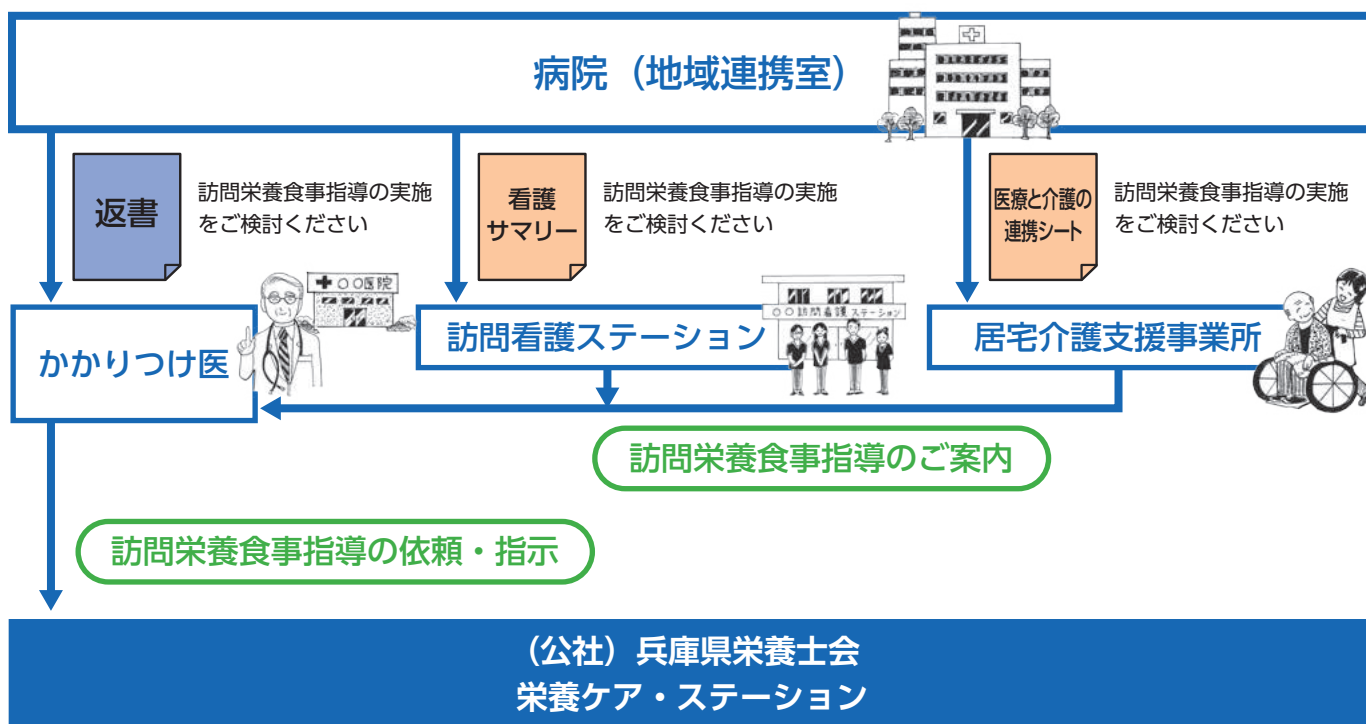 病院（地域連携室）
返書
訪問栄養食事指導の実施
をご検討ください
看護
サマリー
訪問栄養食事指導の実施
をご検討ください
医療と介護の
連携シート
訪問栄養食事指導の実施
をご検討ください
〇〇医院
〇〇訪問看護ステーション
かかりつけ医
訪問看護ステーション
居宅介護支援事業所
訪問栄養食事指導のご案内
訪問栄養食事指導の依頼・指示
（公社）兵庫県栄養士会
栄養ケア・ステーション